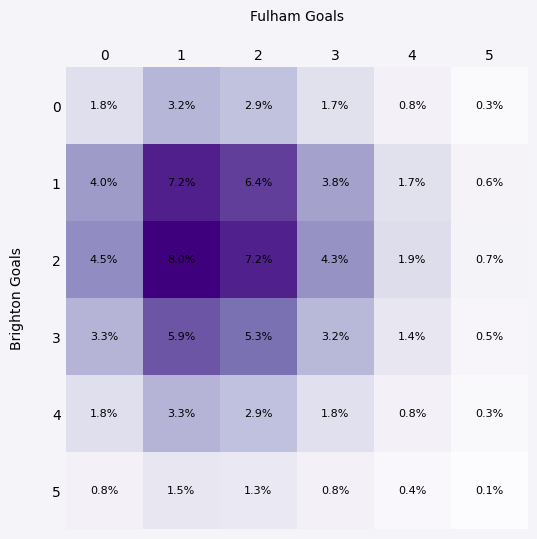 Fulham Goals
0 1 2 3 4 5
0 1.8% 3.2% 2.9% 1.7% 0.8% 0.3%
1 4.0% 7.2% 6.4% 3.8% 1.7% 0.6%
2 4.5% 8.0% 7.2% 4.3% 1.9% 0.7%
3 3.3% 5.9% 5.3% 3.2% 1.4% 0.5%
4 1.8% 3.3% 2.9% 1.8% 0.8% 0.3%
5 0.8% 1.5% 1.3% 0.8% 0.4% 0.1%
Brighton Goals